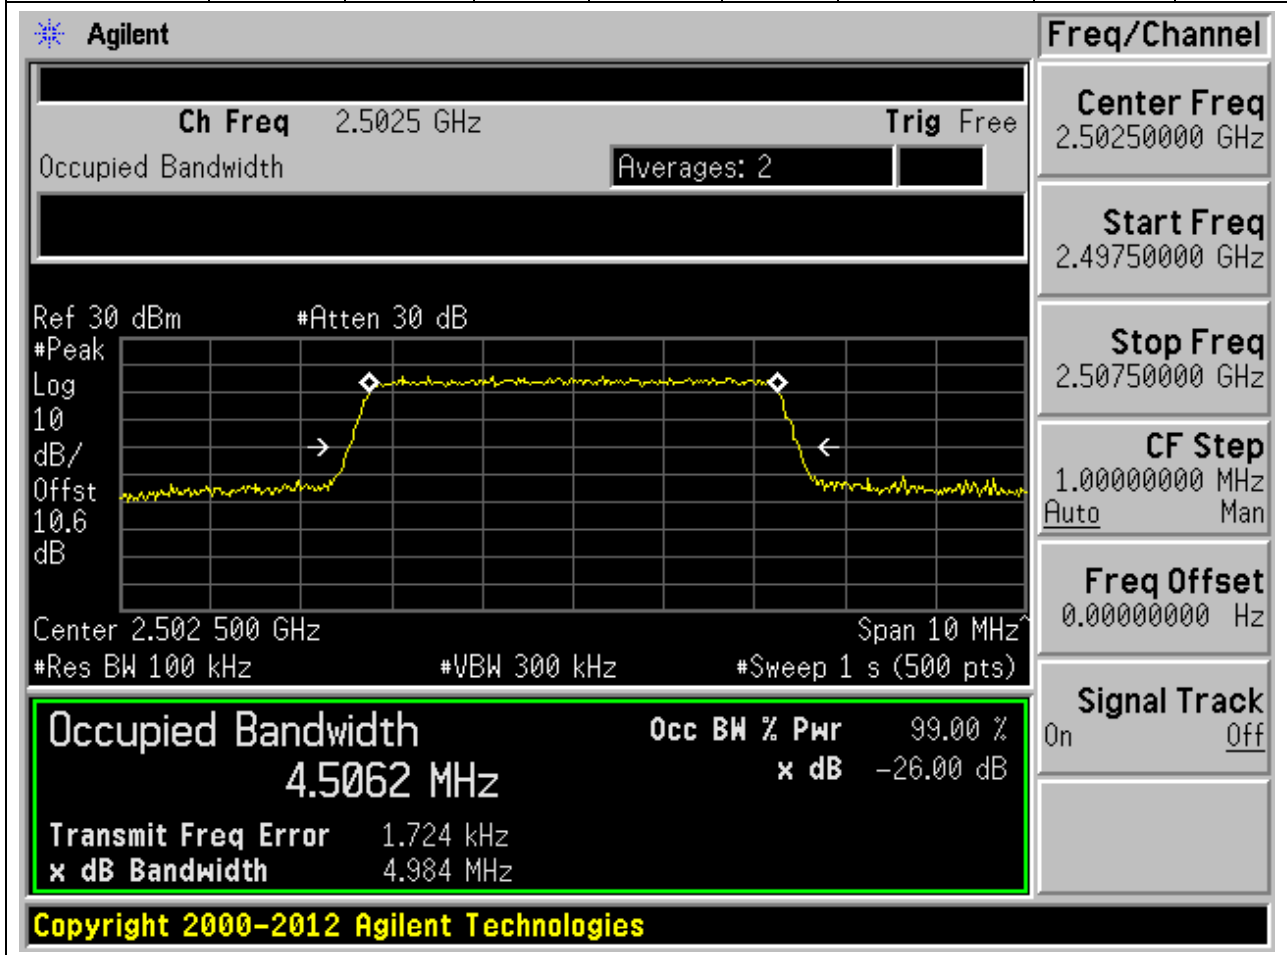 Agilent
Freq/Channel
Ch Freq 2.5025 GHz Trig Free
Occupied Bandwidth Averages: 2
Center Freq
2.50250000 GHz
Start Freq
2.49750000 GHz
Stop Freq
2.50750000 GHz
CF Step
1.00000000 MHz
Auto Man
Freq Offset
0.00000000 Hz
Signal Track
On Off
Ref 30 dBm #Atten 30 dB
#Peak
Log
10
dB/
Offst
10.6
dB
Center 2.502 500 GHz Span 10 MHz^
#Res BW 100 kHz #VBW 300 kHz #Sweep 1 s (500 pts)
Occupied Bandwidth Occ BW % Pwr 99.00 %
4.5062 MHz x dB -26.00 dB
Transmit Freq Error 1.724 kHz
x dB Bandwidth 4.984 MHz
Copyright 2000-2012 Agilent Technologies